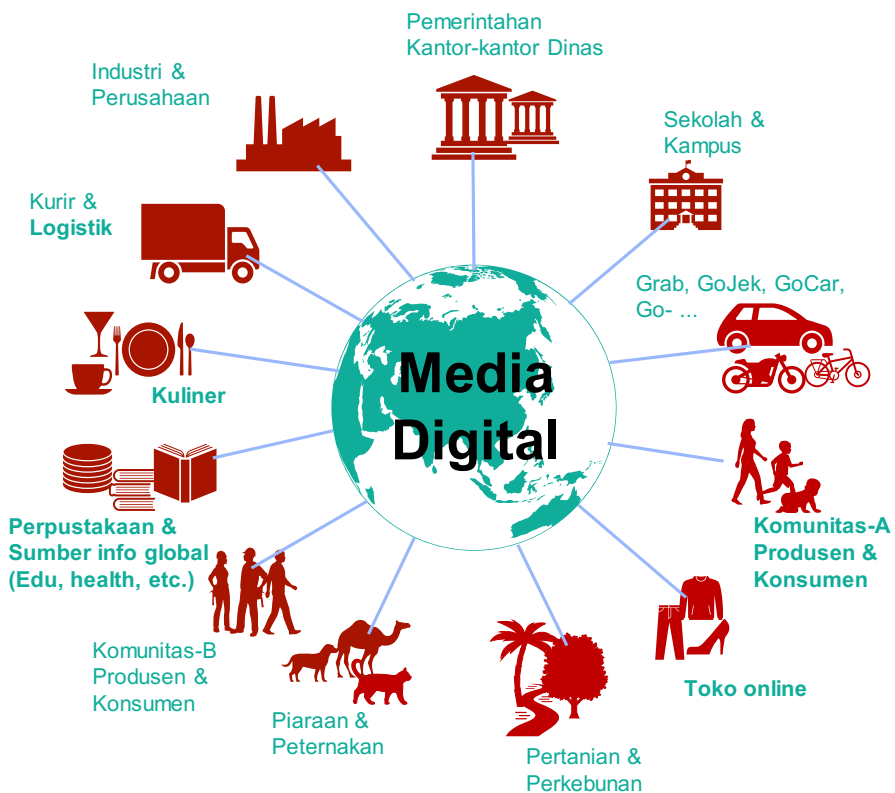 Pemerintahan
Kantor-kantor Dinas
Industri &
Perusahaan
Sekolah &
Kampus
Kurir &
Logistik
Grab, GoJek, GoCar,
Go- ...
Media
Digital
Kuliner
Komunitas-A
Produsen &
Konsumen
Perpustakaan &
Sumber info global
(Edu, health, etc.)
Komunitas-B
Produsen &
Konsumen
Toko online
Piaraan &
Peternakan
Pertanian &
Perkebunan